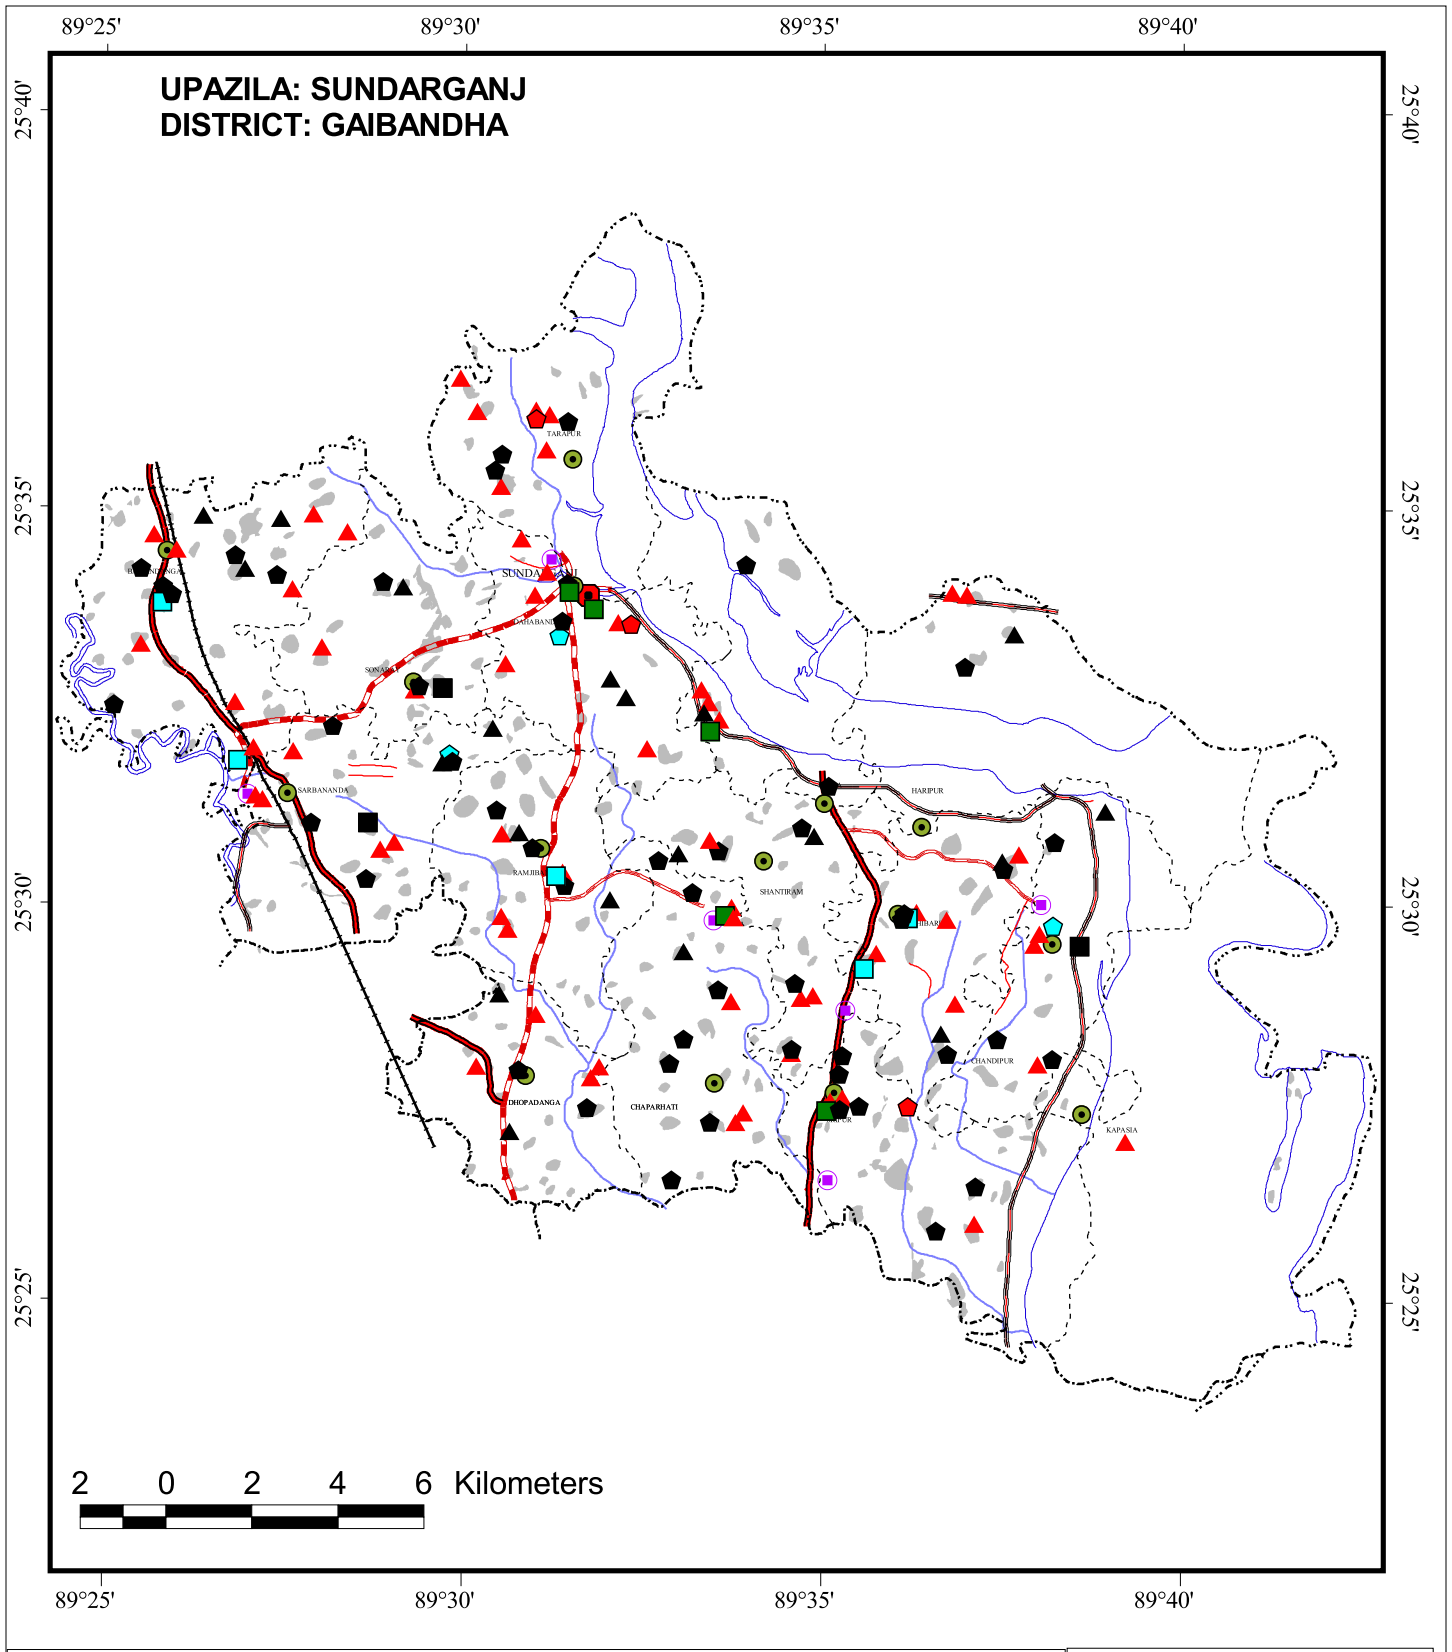 89°25' 89°30' 89°35' 89°40'
25°40' 25°40'
UPAZILA: SUNDARGANJ
DISTRICT: GAIBANDHA
TARAPUR
25°35' 25°35'
SONARAY
SARBANANDA
HARIPUR
SHANTIRAM
25°30' 25°30'
CHANDIPUR
DHOPADANGA
CHAPARHATI
KAPASIA
25°25' 25°25'
2 0 2 4 6 Kilometers
89°25' 89°30' 89°35' 89°40'